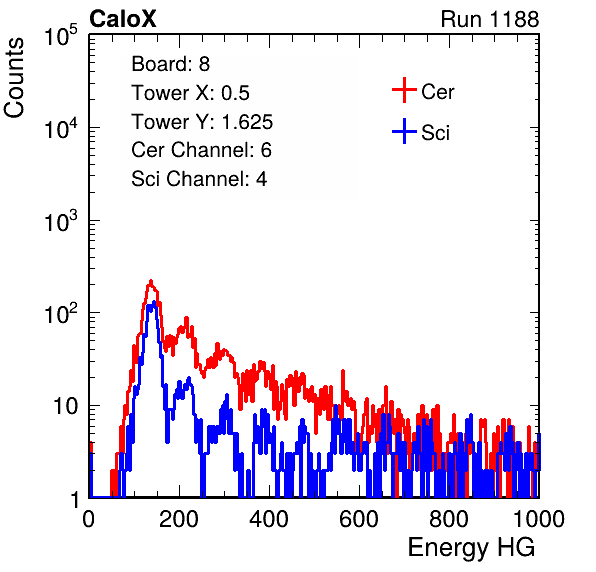 CaloX Run 1188
Counts
10^5
10^4
10^3
10^2
10
1
Board: 8
Tower X: 0.5
Tower Y: 1.625
Cer Channel: 6
Sci Channel: 4
Cer
Sci
0 200 400 600 800 1000
Energy HG